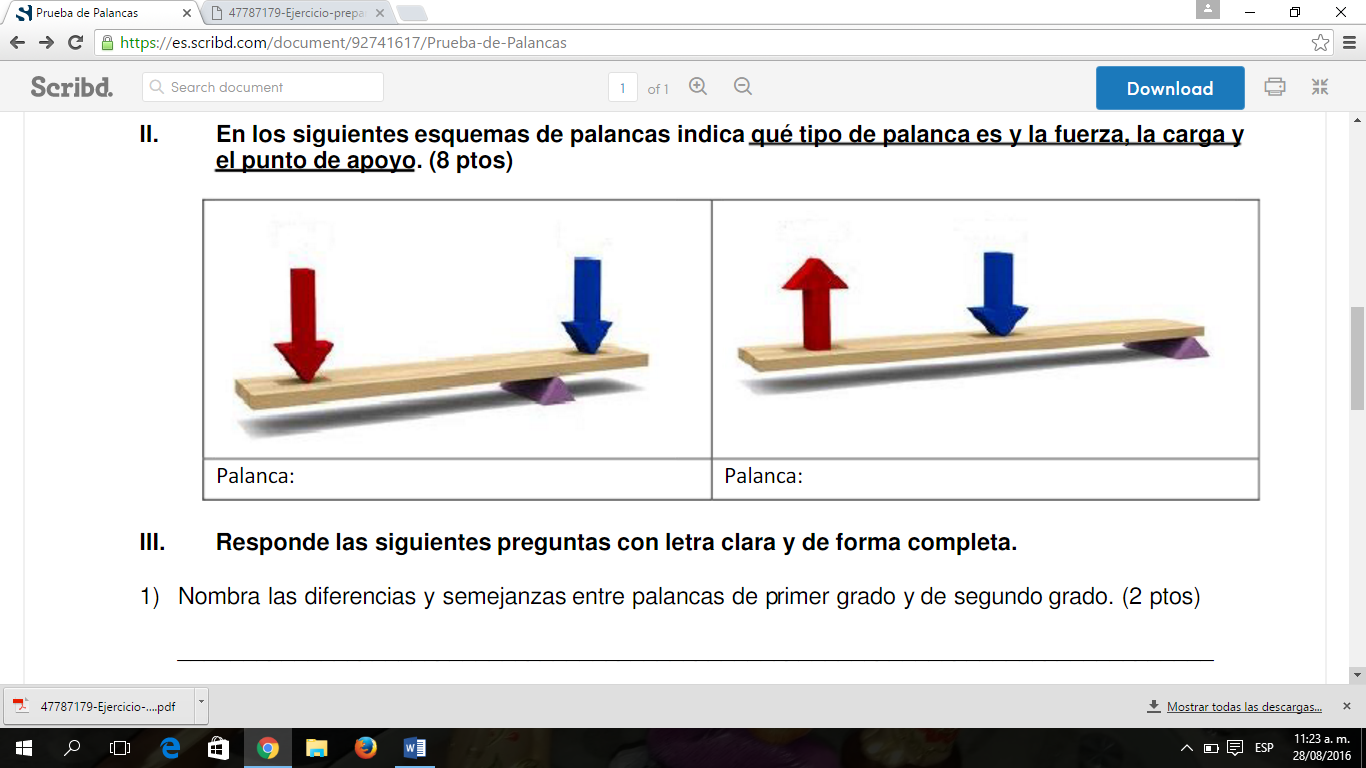 Prueba de Palancas
47787179-Ejercicio-prepa
https://es.scribd.com/document/92741617/Prueba-de-Palancas
Scribd.
Search document
1 of 1
Download
II. En los siguientes esquemas de palancas indica qué tipo de palanca es y la fuerza, la carga y
el punto de apoyo. (8 ptos)
Palanca:
Palanca:
III. Responde las siguientes preguntas con letra clara y de forma completa.
1) Nombra las diferencias y semejanzas entre palancas de primer grado y de segundo grado. (2 ptos)
47787179-Ejercicio-....pdf
Mostrar todas las descargas...
ESP
11:23 a. m.
28/08/2016